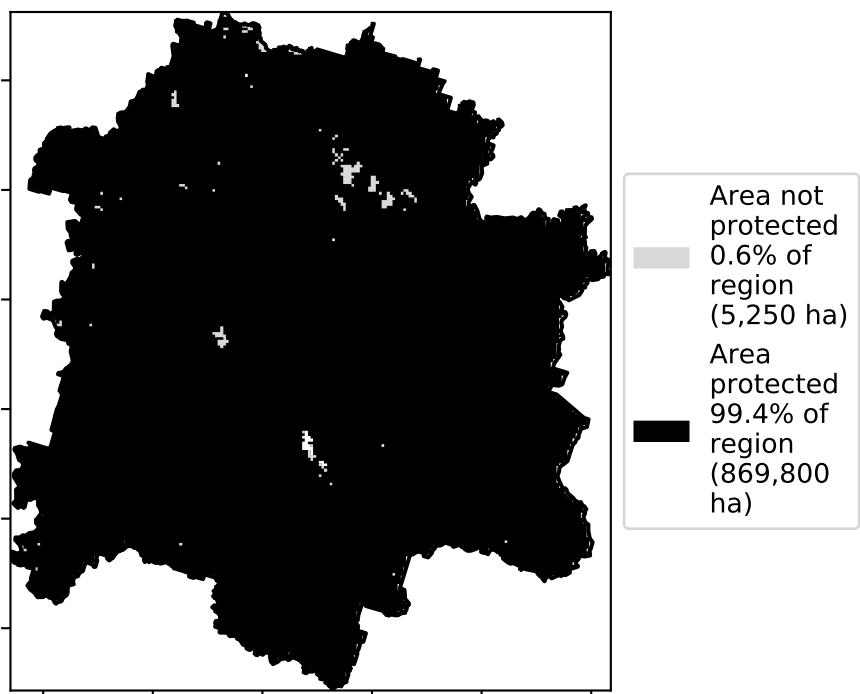 Area not
protected
0.6% of
region
(5,250 ha)
Area
protected
99.4% of
region
(869,800
ha)